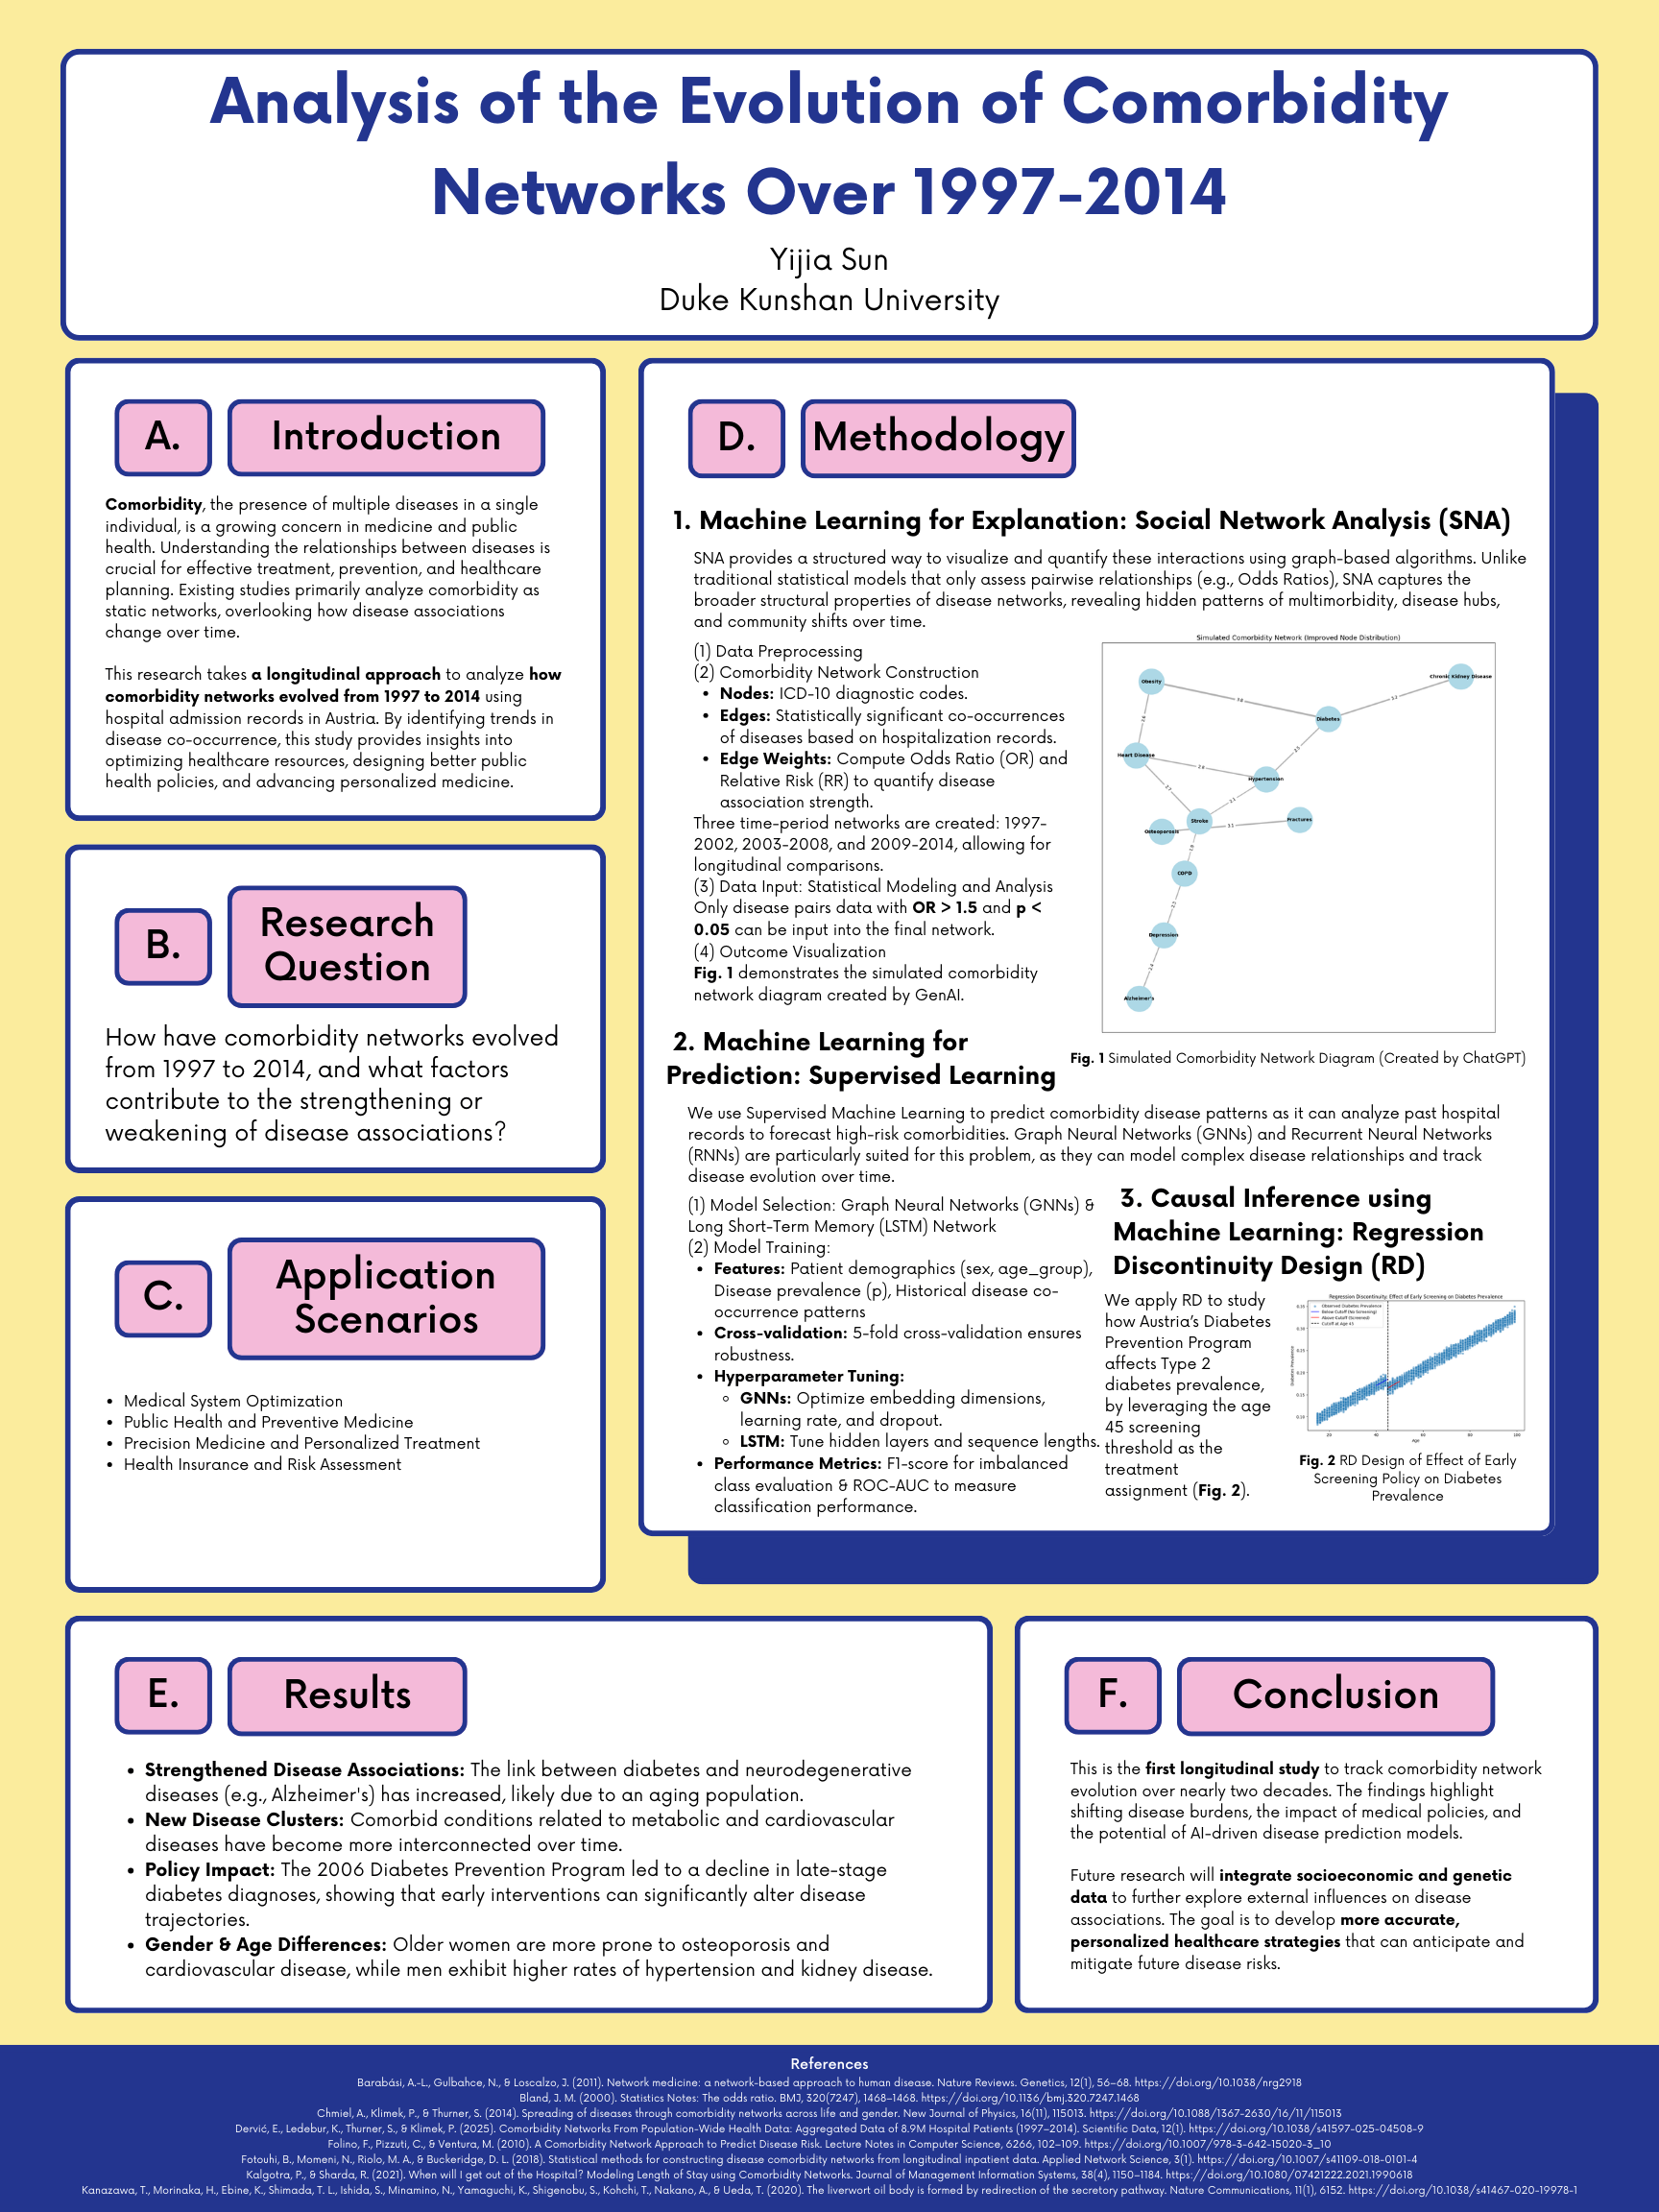 Analysis of the Evolution of Comorbidity
Networks Over 1997-2014
Yijia Sun
Duke Kunshan University
A.
Introduction
Comorbidity, the presence of multiple diseases in a single
individual, is a growing concern in medicine and public
health. Understanding the relationships between diseases is
crucial for effective treatment, prevention, and healthcare
planning. Existing studies primarily analyze comorbidity as
static networks, overlooking how disease associations
change over time.
This research takes a longitudinal approach to analyze how
comorbidity networks evolved from 1997 to 2014 using
hospital admission records in Austria. By identifying trends in
disease co-occurrence, this study provides insights into
optimizing healthcare resources, designing better public
health policies, and advancing personalized medicine.
B.
Research
Question
How have comorbidity networks evolved
from 1997 to 2014, and what factors
contribute to the strengthening or
weakening of disease associations?
C.
Application
Scenarios
• Medical System Optimization
• Public Health and Preventive Medicine
• Precision Medicine and Personalized Treatment
• Health Insurance and Risk Assessment
D.
Methodology
1. Machine Learning for Explanation: Social Network Analysis (SNA)
SNA provides a structured way to visualize and quantify these interactions using graph-based algorithms. Unlike
traditional statistical models that only assess pairwise relationships (e.g., Odds Ratios), SNA captures the
broader structural properties of disease networks, revealing hidden patterns of multimorbidity, disease hubs,
and community shifts over time.
(1) Data Preprocessing
(2) Comorbidity Network Construction
• Nodes: ICD-10 diagnostic codes.
• Edges: Statistically significant co-occurrences
of diseases based on hospitalization records.
• Edge Weights: Compute Odds Ratio (OR) and
Relative Risk (RR) to quantify disease
association strength.
Three time-period networks are created: 1997-
2002, 2003-2008, and 2009-2014, allowing for
longitudinal comparisons.
(3) Data Input: Statistical Modeling and Analysis
Only disease pairs data with OR > 1.5 and p <
0.05 can be input into the final network.
(4) Outcome Visualization
Fig. 1 demonstrates the simulated comorbidity
network diagram created by GenAI.
Simulated Comorbidity Network (Improved Node Distribution)
Obesity
Chronic Kidney Disease
Diabetes
Heart Disease
Hypertension
Stroke
Fractures
Osteoporosis
COPD
Depression
Alzheimer's
Fig. 1 Simulated Comorbidity Network Diagram (Created by ChatGPT)
2. Machine Learning for
Prediction: Supervised Learning
We use Supervised Machine Learning to predict comorbidity disease patterns as it can analyze past hospital
records to forecast high-risk comorbidities. Graph Neural Networks (GNNs) and Recurrent Neural Networks
(RNNs) are particularly suited for this problem, as they can model complex disease relationships and track
disease evolution over time.
(1) Model Selection: Graph Neural Networks (GNNs) &
Long Short-Term Memory (LSTM) Network
(2) Model Training:
• Features: Patient demographics (sex, age_group),
Disease prevalence (p), Historical disease co-
occurrence patterns
• Cross-validation: 5-fold cross-validation ensures
robustness.
• Hyperparameter Tuning:
◦ GNNs: Optimize embedding dimensions,
learning rate, and dropout.
◦ LSTM: Tune hidden layers and sequence lengths.
• Performance Metrics: F1-score for imbalanced
class evaluation & ROC-AUC to measure
classification performance.
3. Causal Inference using
Machine Learning: Regression
Discontinuity Design (RD)
We apply RD to study
how Austria's Diabetes
Prevention Program
affects Type 2
diabetes prevalence,
by leveraging the age
45 screening
threshold as the
treatment
assignment (Fig. 2).
Regression Discontinuity: Effect of Early Screening on Diabetes Prevalence
Observed Diabetes Prevalence
Below Cutoff (No Screening)
Above Cutoff (Screened)
Cutoff at age 45
Diabetes Prevalence
0.35
0.30
0.25
0.20
0.15
0.10
20 40 60 80 100
Age
Fig. 2 RD Design of Effect of Early
Screening Policy on Diabetes
Prevalence
E.
Results
• Strengthened Disease Associations: The link between diabetes and neurodegenerative
diseases (e.g., Alzheimer's) has increased, likely due to an aging population.
• New Disease Clusters: Comorbid conditions related to metabolic and cardiovascular
diseases have become more interconnected over time.
• Policy Impact: The 2006 Diabetes Prevention Program led to a decline in late-stage
diabetes diagnoses, showing that early interventions can significantly alter disease
trajectories.
• Gender & Age Differences: Older women are more prone to osteoporosis and
cardiovascular disease, while men exhibit higher rates of hypertension and kidney disease.
F.
Conclusion
This is the first longitudinal study to track comorbidity network
evolution over nearly two decades. The findings highlight
shifting disease burdens, the impact of medical policies, and
the potential of AI-driven disease prediction models.
Future research will integrate socioeconomic and genetic
data to further explore external influences on disease
associations. The goal is to develop more accurate,
personalized healthcare strategies that can anticipate and
mitigate future disease risks.
References
Barabási, A.-L., Gulbahce, N., & Loscalzo, J. (2011). Network medicine: a network-based approach to human disease. Nature Reviews. Genetics, 12(1), 56–68. https://doi.org/10.1038/nrg2918
Bland, J. M. (2000). Statistics Notes: The odds ratio. BMJ, 320(7247), 1468–1468. https://doi.org/10.1136/bmj.320.7247.1468
Chmiel, A., Klimek, P., & Thurner, S. (2014). Spreading of diseases through comorbidity networks across life and gender. New Journal of Physics, 16(11), 115013. https://doi.org/10.1088/1367-2630/16/11/115013
Dervić, E., Ledebur, K., Thurner, S., & Klimek, P. (2025). Comorbidity Networks From Population-Wide Health Data: Aggregated Data of 8.9M Hospital Patients (1997–2014). Scientific Data, 12(1). https://doi.org/10.1038/s41597-025-04508-9
Folino, F., Pizzuti, C., & Ventura, M. (2010). A Comorbidity Network Approach to Predict Disease Risk. Lecture Notes in Computer Science, 6266, 102–109. https://doi.org/10.1007/978-3-642-15020-3_10
Fotouhi, B., Momeni, N., Riolo, M. A., & Buckeridge, D. L. (2018). Statistical methods for constructing disease comorbidity networks from longitudinal inpatient data. Applied Network Science, 3(1). https://doi.org/10.1007/s41109-018-0101-4
Kalgotra, P., & Sharda, R. (2021). When will I get out of the Hospital? Modeling Length of Stay using Comorbidity Networks. Journal of Management Information Systems, 38(4), 1150–1184. https://doi.org/10.1080/07421222.2021.1990618
Kanazawa, T., Morinaka, H., Ebine, K., Shimada, T. L., Ishida, S., Minamino, N., Yamaguchi, K., Shigenobu, S., Kohchi, T., Nakano, A., & Ueda, T. (2020). The liverwort oil body is formed by redirection of the secretory pathway. Nature Communications, 11(1), 6152. https://doi.org/10.1038/s41467-020-19978-1